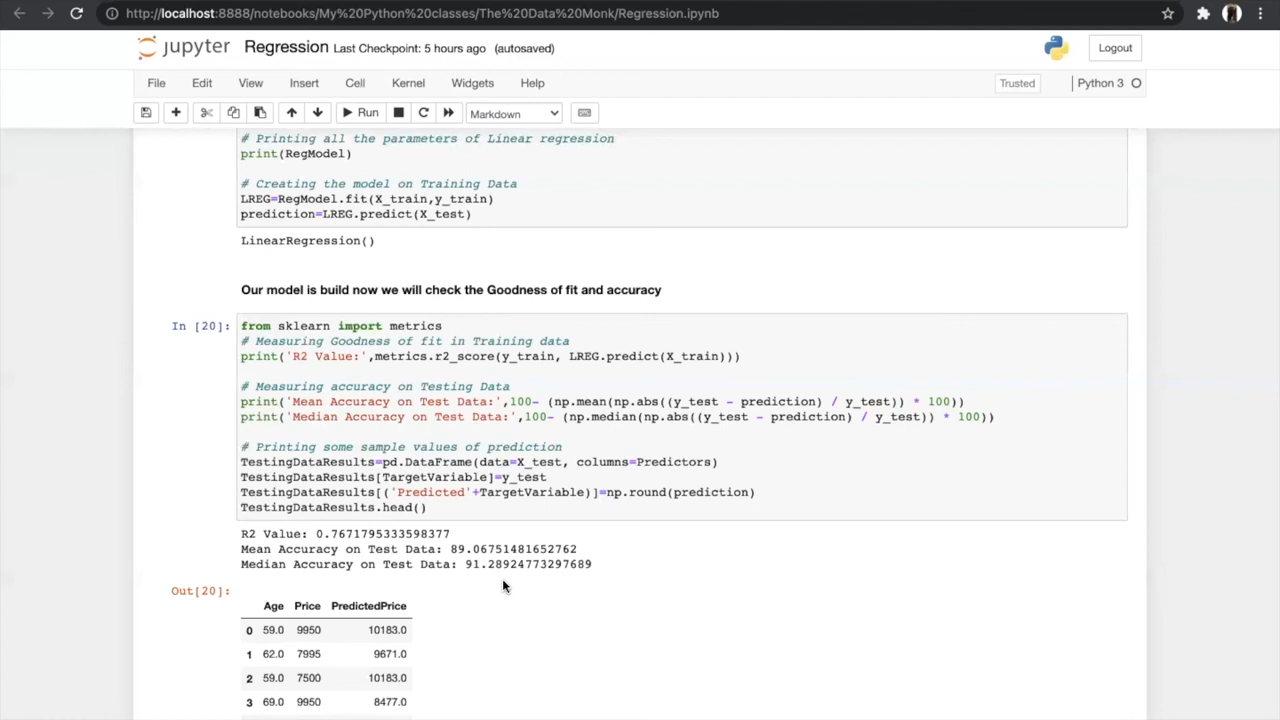 http://localhost:8888/notebooks/My%20Python%20classes/The%20Data%20Monk/Regression.ipynb
jupyter Regression Last Checkpoint: 5 hours ago (autosaved) Logout
File Edit View Insert Cell Kernel Widgets Help Trusted Python 3
Run Markdown
# Printing all the parameters of Linear regression
print(RegModel)
# Creating the model on Training Data
LREG=RegModel.fit(X_train,y_train)
prediction=LREG.predict(X_test)
LinearRegression()
Our model is build now we will check the Goodness of fit and accuracy
In [20]: from sklearn import metrics
# Measuring Goodness of fit in Training data
print('R2 Value:',metrics.r2_score(y_train, LREG.predict(X_train)))
# Measuring accuracy on Testing Data
print('Mean Accuracy on Test Data:',100- (np.mean(np.abs((y_test - prediction) / y_test)) * 100))
print('Median Accuracy on Test Data:',100- (np.median(np.abs((y_test - prediction) / y_test)) * 100))
# Printing some sample values of prediction
TestingDataResults=pd.DataFrame(data=X_test, columns=Predictors)
TestingDataResults[TargetVariable]=y_test
TestingDataResults[('Predicted'+TargetVariable)]=np.round(prediction)
TestingDataResults.head()
R2 Value: 0.7671795333598377
Mean Accuracy on Test Data: 89.06751481652762
Median Accuracy on Test Data: 91.28924773297689
Out[20]:
Age Price PredictedPrice
0 59.0 9950 10183.0
1 62.0 7995 9671.0
2 59.0 7500 10183.0
3 69.0 9950 8477.0